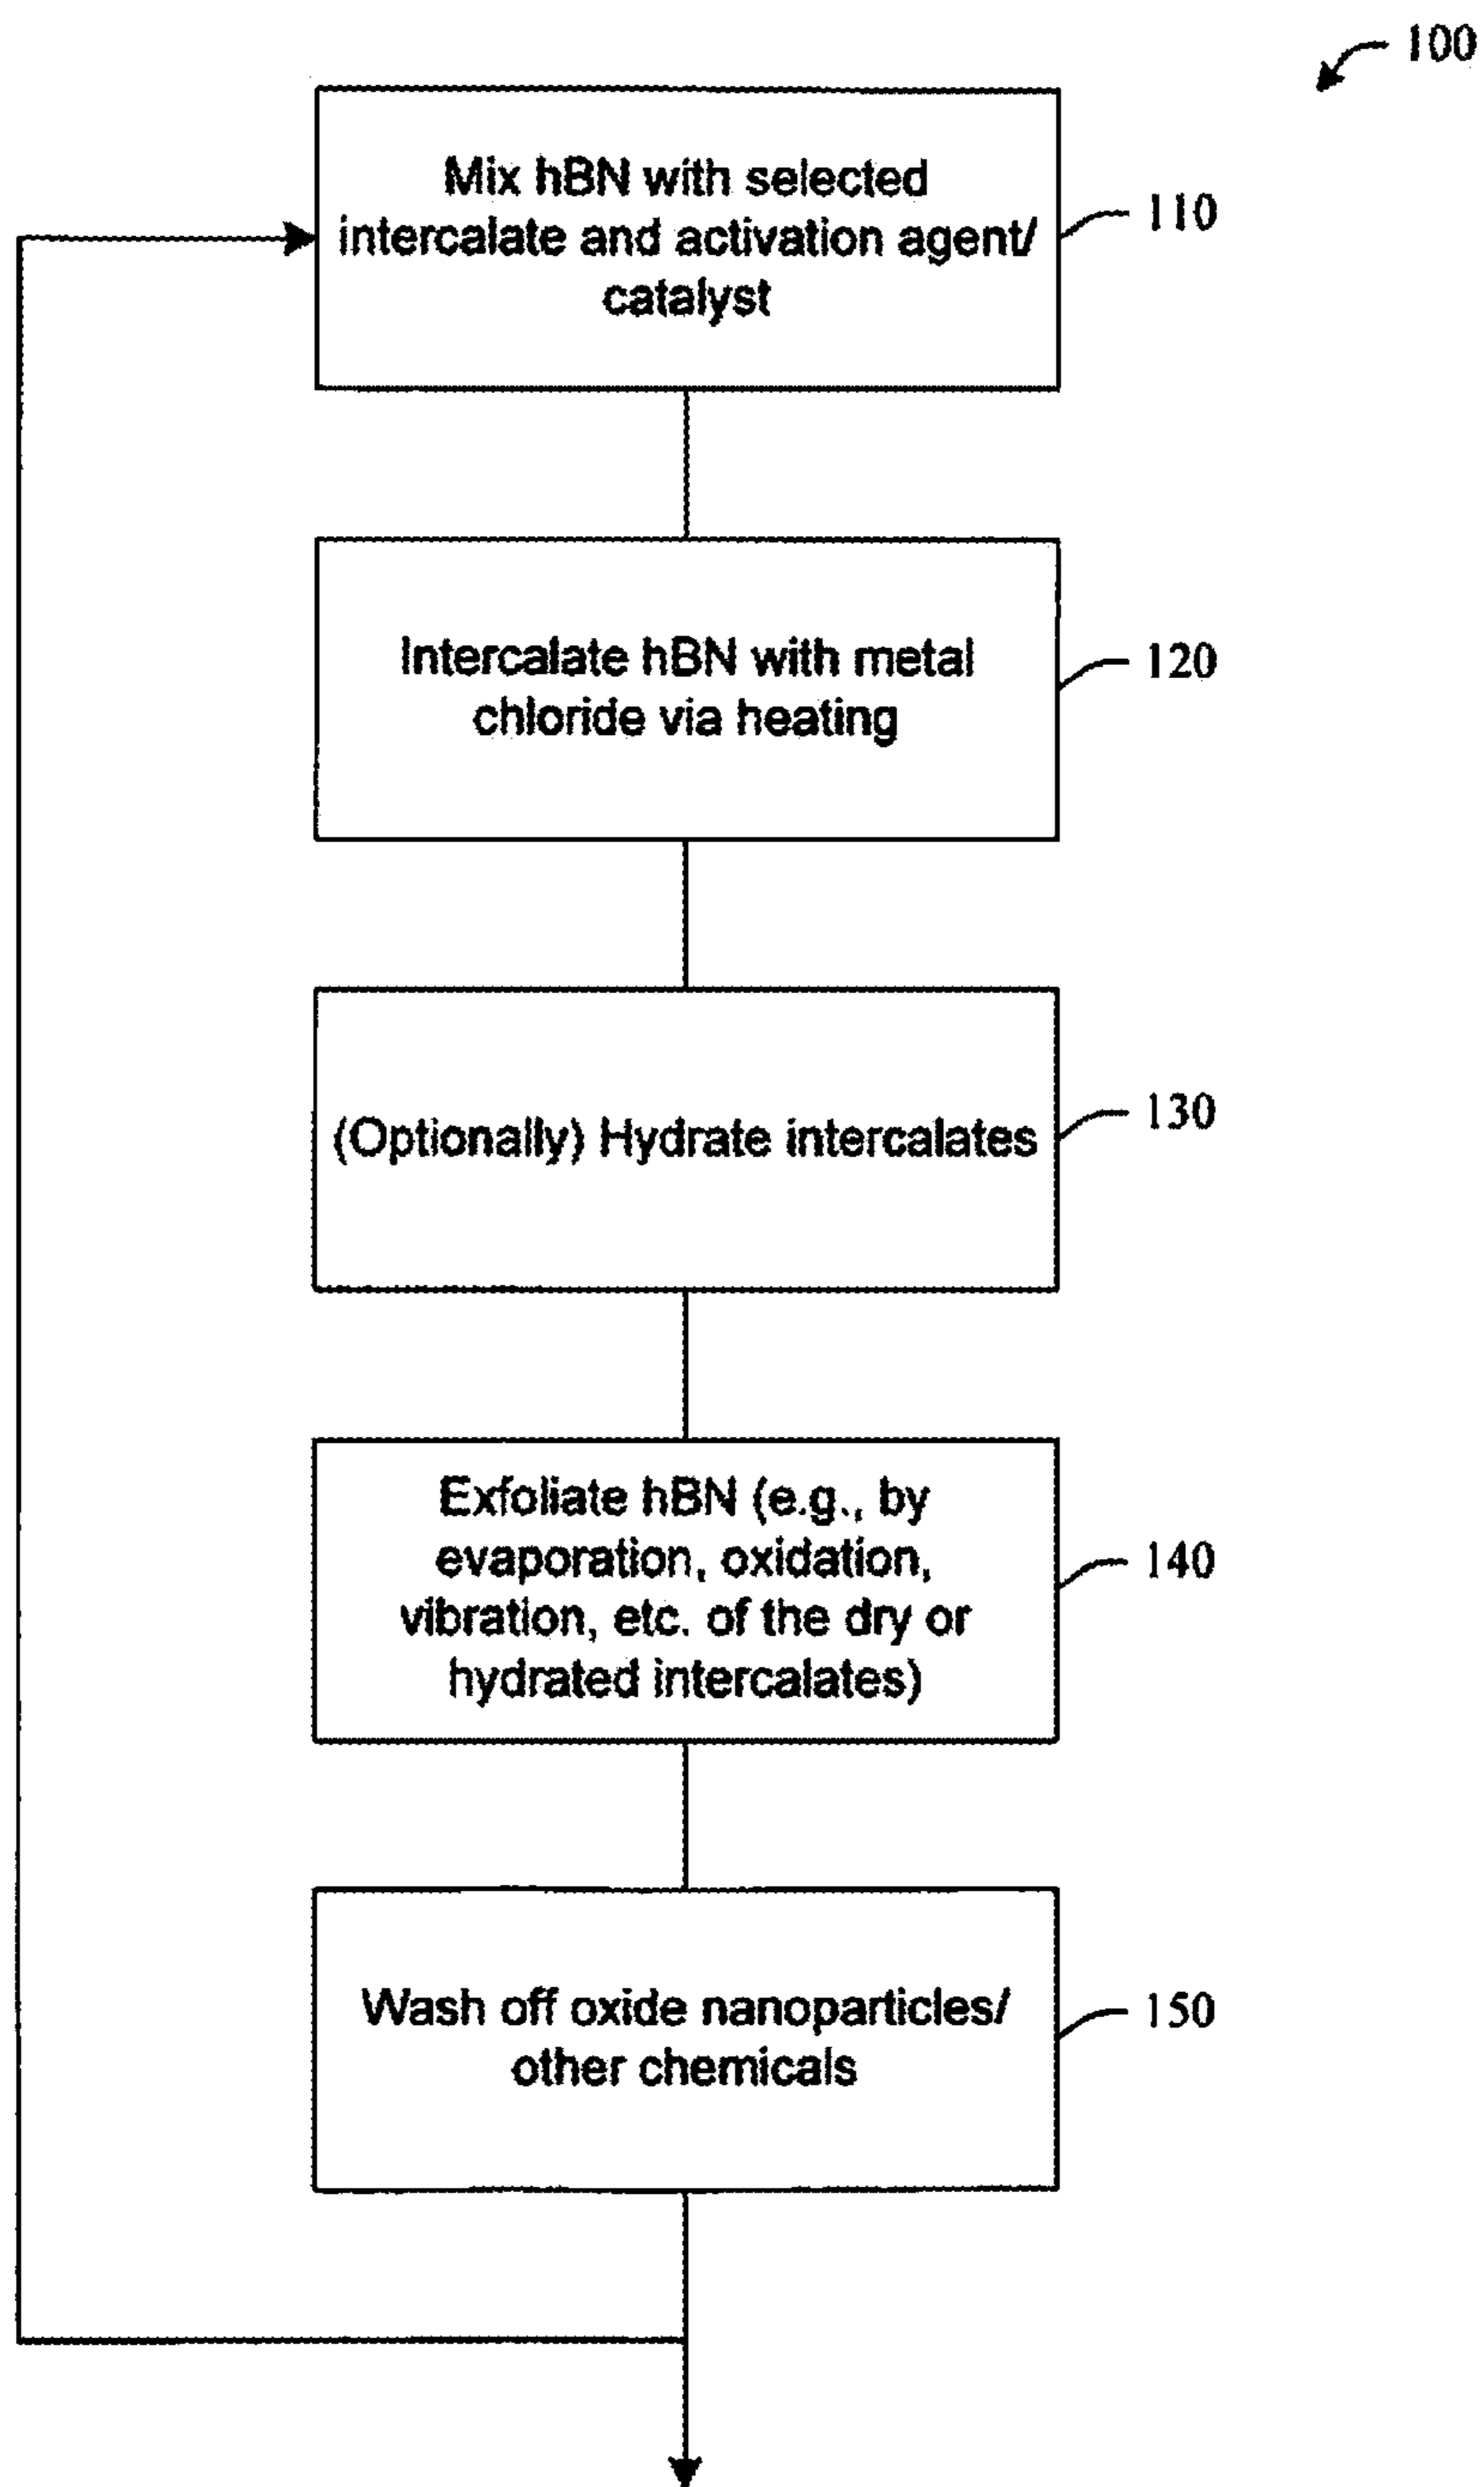 100
Mix hBN with selected
intercalate and activation agent/
catalyst
110
Intercalate hBN with metal
chloride via heating
120
(Optionally) Hydrate intercalates
130
Exfoliate hBN (e.g., by
evaporation, oxidation,
vibration, etc. of the dry or
hydrated intercalates)
140
Wash off oxide nanoparticles/
other chemicals
150